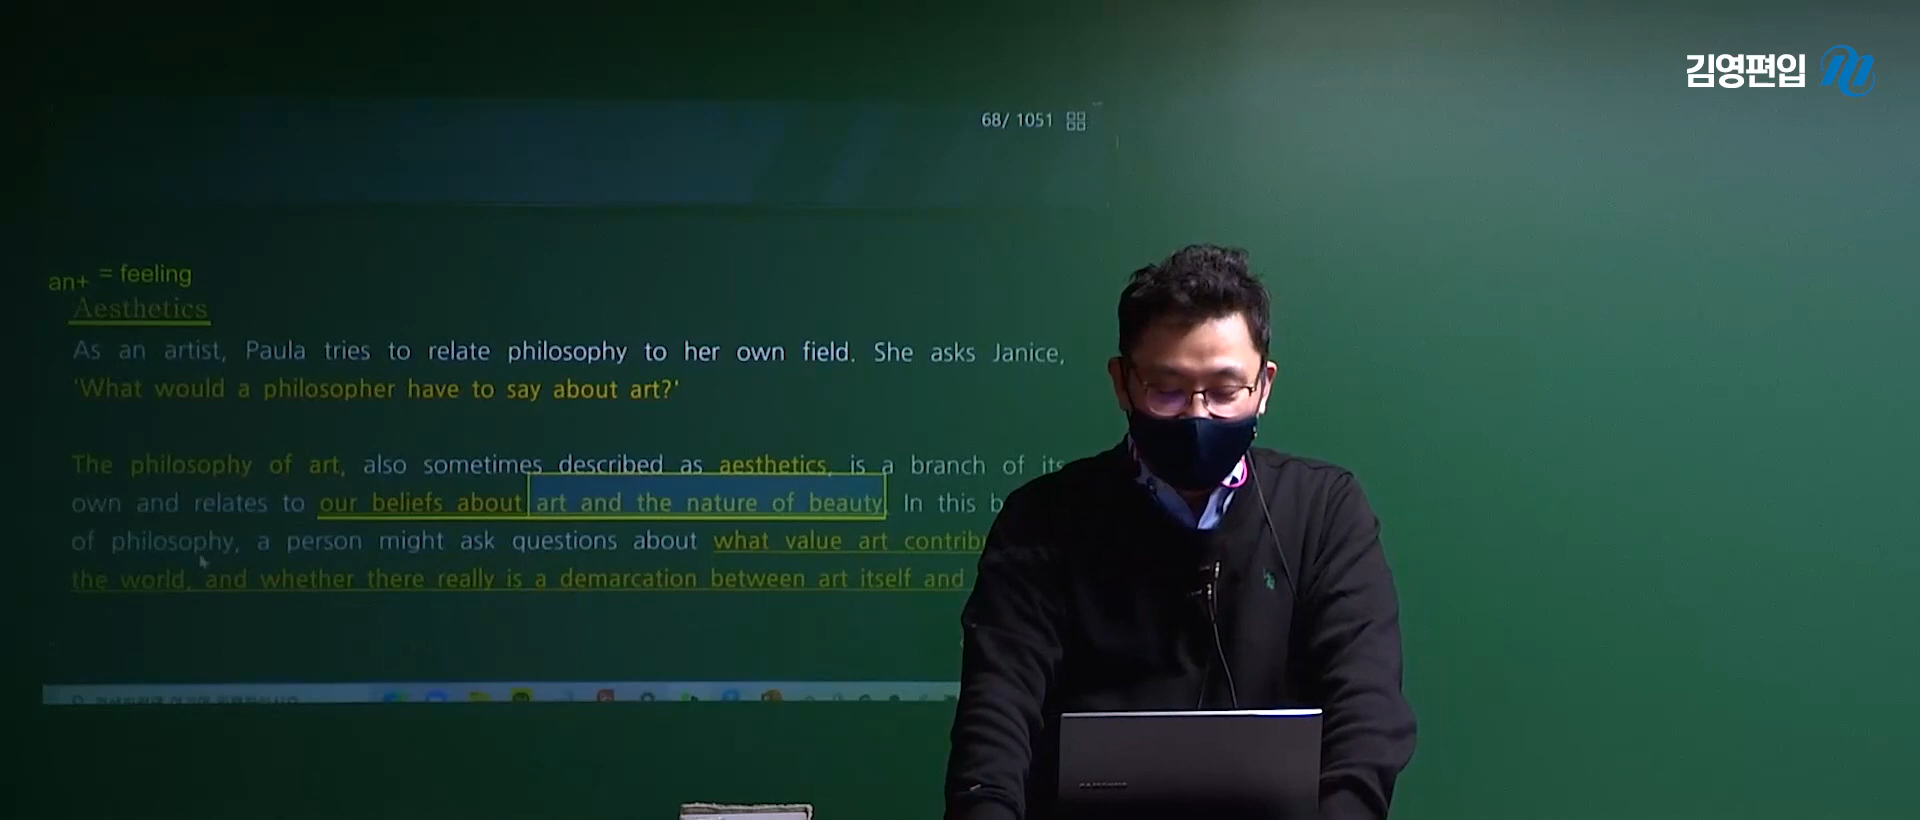 김영편입
68/ 1051
an+ = feeling
Aesthetics
As an artist, Paula tries to relate philosophy to her own field. She asks Janice,
'What would a philosopher have to say about art?'
The philosophy of art, also sometimes described as aesthetics, is a branch of its
own and relates to our beliefs about art and the nature of beauty. In this
of philosophy, a person might ask questions about what value art
the world, and whether there really is a demarcation between art itself and
SAMSUNG